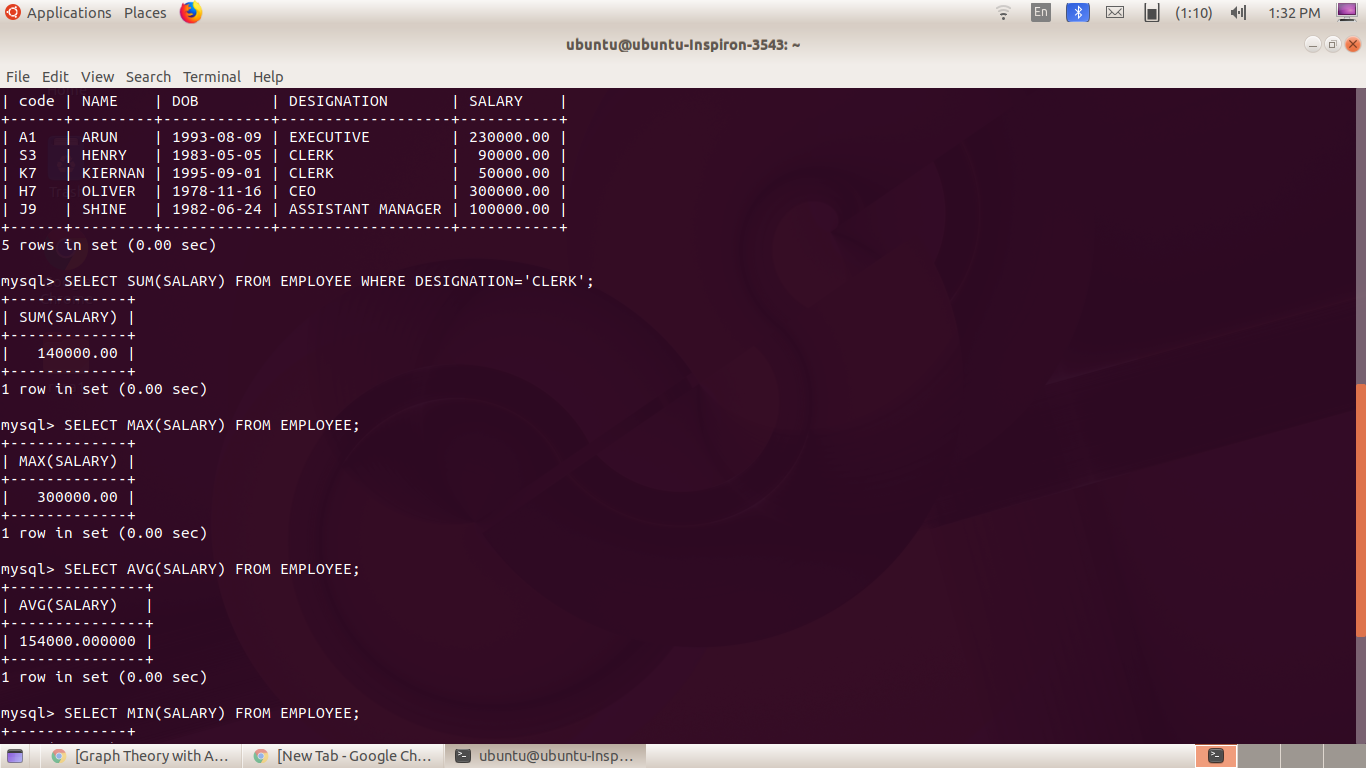 Applications Places En (1:10) 1:32 PM
ubuntu@ubuntu-Inspiron-3543: ~
File Edit View Search Terminal Help
| code | NAME    | DOB        | DESIGNATION       | SALARY    |
+------+---------+------------+-------------------+-----------+
| A1   | ARUN    | 1993-08-09 | EXECUTIVE         | 230000.00 |
| S3   | HENRY   | 1983-05-05 | CLERK             |  90000.00 |
| K7   | KIERNAN | 1995-09-01 | CLERK             |  50000.00 |
| H7   | OLIVER  | 1978-11-16 | CEO               | 300000.00 |
| J9   | SHINE   | 1982-06-24 | ASSISTANT MANAGER | 100000.00 |
+------+---------+------------+-------------------+-----------+
5 rows in set (0.00 sec)
mysql> SELECT SUM(SALARY) FROM EMPLOYEE WHERE DESIGNATION='CLERK';
+-------------+
| SUM(SALARY) |
+-------------+
|   140000.00 |
+-------------+
1 row in set (0.00 sec)
mysql> SELECT MAX(SALARY) FROM EMPLOYEE;
+-------------+
| MAX(SALARY) |
+-------------+
|   300000.00 |
+-------------+
1 row in set (0.00 sec)
mysql> SELECT AVG(SALARY) FROM EMPLOYEE;
+---------------+
| AVG(SALARY)   |
+---------------+
| 154000.000000 |
+---------------+
1 row in set (0.00 sec)
mysql> SELECT MIN(SALARY) FROM EMPLOYEE;
+-------------+
[Graph Theory with A... [New Tab - Google Ch... ubuntu@ubuntu-Insp...